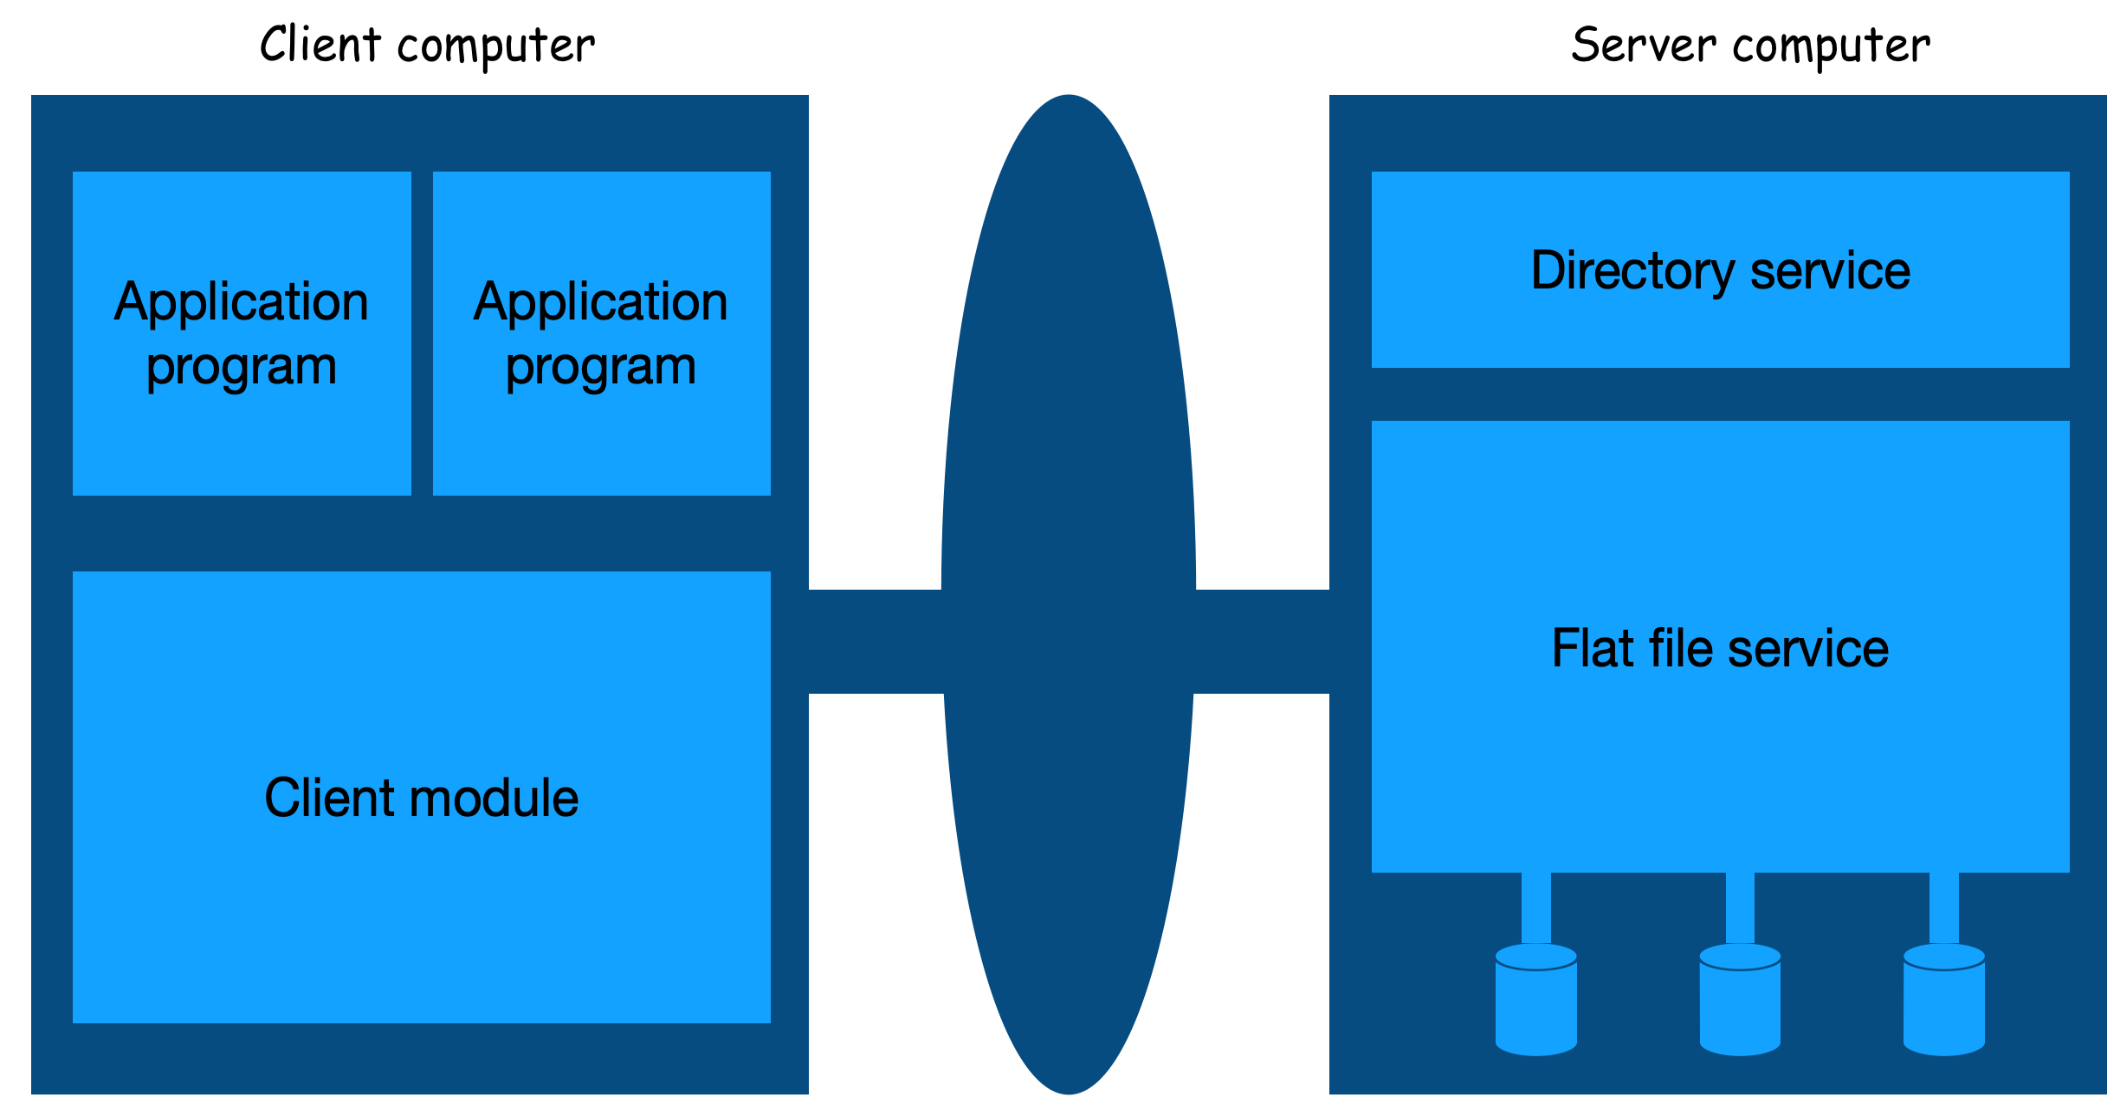 Client computer
Server computer
Application
program
Application
program
Client module
Directory service
Flat file service